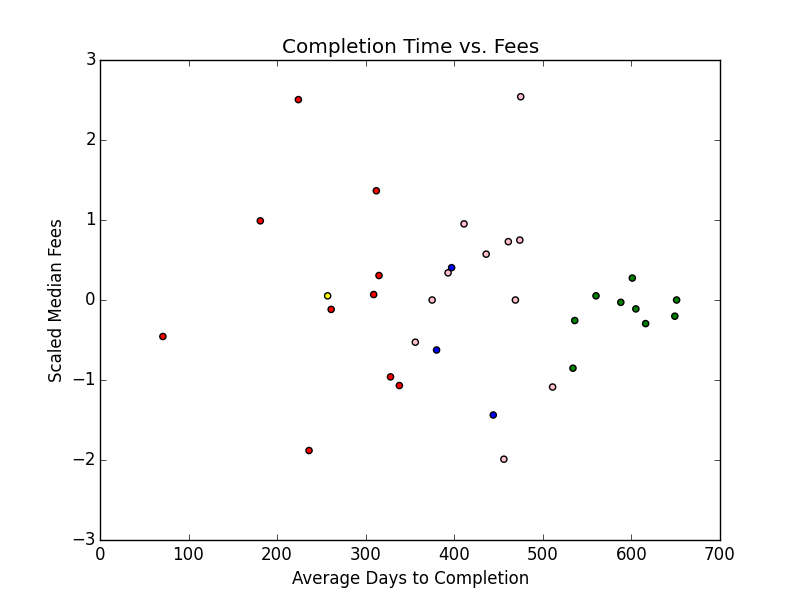 Completion Time vs. Fees
3
2
1
0
−1
−2
−3
Scaled Median Fees
0 100 200 300 400 500 600 700
Average Days to Completion